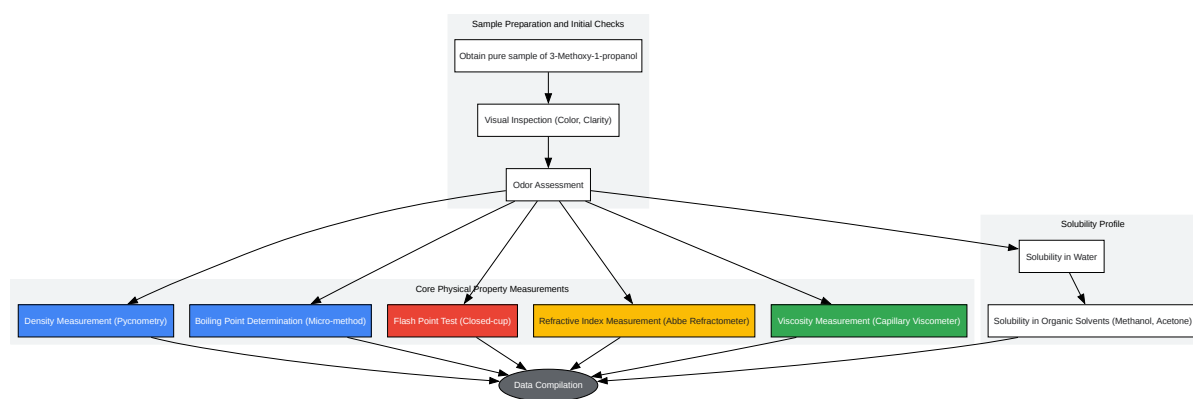 Sample Preparation and Initial Checks
Obtain pure sample of 3-Methoxy-1-propanol
Visual Inspection (Color, Clarity)
Odor Assessment
Solubility Profile
Solubility in Water
Core Physical Property Measurements
Density Measurement (Pycnometry)
Boiling Point Determination (Micro-method)
Flash Point Test (Closed-cup)
Refractive Index Measurement (Abbe Refractometer)
Viscosity Measurement (Capillary Viscometer)
Solubility in Organic Solvents (Methanol, Acetone)
Data Compilation